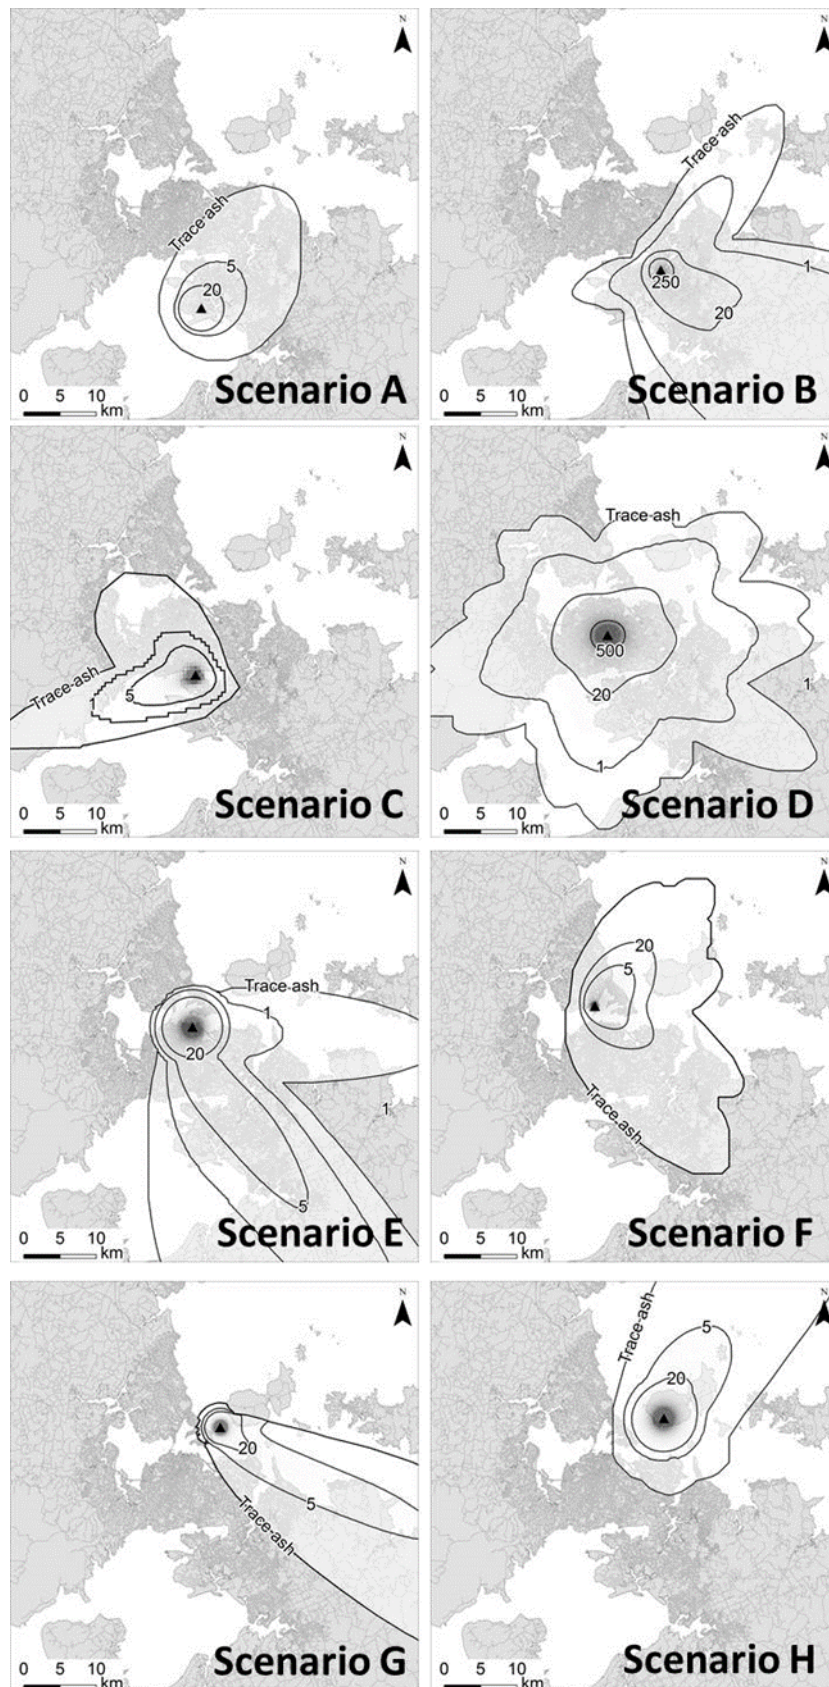 N
Trace-ash
5
20
0 5 10
km
Scenario A
N
Trace-ash
1
250
20
0 5 10
km
Scenario B
N
Trace-ash
1
5
0 5 10
km
Scenario C
N
Trace-ash
500
20
1
1
0 5 10
km
Scenario D
N
Trace-ash
1
20
1
5
0 5 10
km
Scenario E
N
20
5
Trace-ash
0 5 10
km
Scenario F
N
20
5
Trace-ash
0 5 10
km
Scenario G
N
Trace-ash
5
20
0 5 10
km
Scenario H